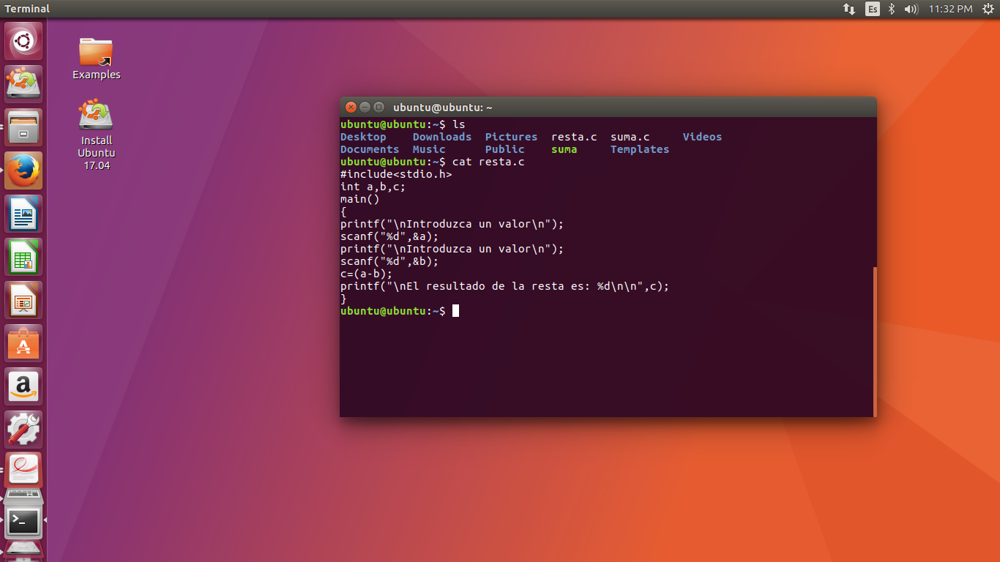 Terminal
Es
11:32 PM
Examples
Install
Ubuntu
17.04
ubuntu@ubuntu: ~
ubuntu@ubuntu:~$ ls
Desktop Downloads Pictures resta.c suma.c Videos
Documents Music Public suma Templates
ubuntu@ubuntu:~$ cat resta.c
#include<stdio.h>
int a,b,c;
main()
{
printf("\nIntroduzca un valor\n");
scanf("%d",&a);
printf("\nIntroduzca un valor\n");
scanf("%d",&b);
c=(a-b);
printf("\nEl resultado de la resta es: %d\n\n",c);
}
ubuntu@ubuntu:~$